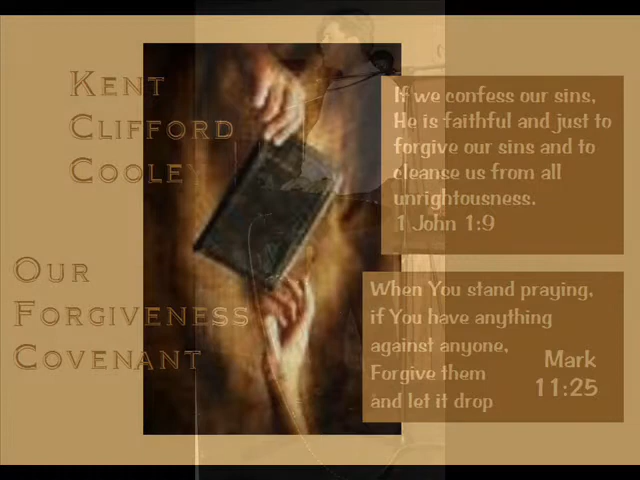 Kent
Clifford
Cooley
Our
Forgiveness
Covenant
If we confess our sins,
He is faithful and just to
forgive our sins and to
cleanse us from all
unrightousness.
1 John 1:9
When You stand praying,
if You have anything
against anyone,
Forgive them
and let it drop
Mark
11:25